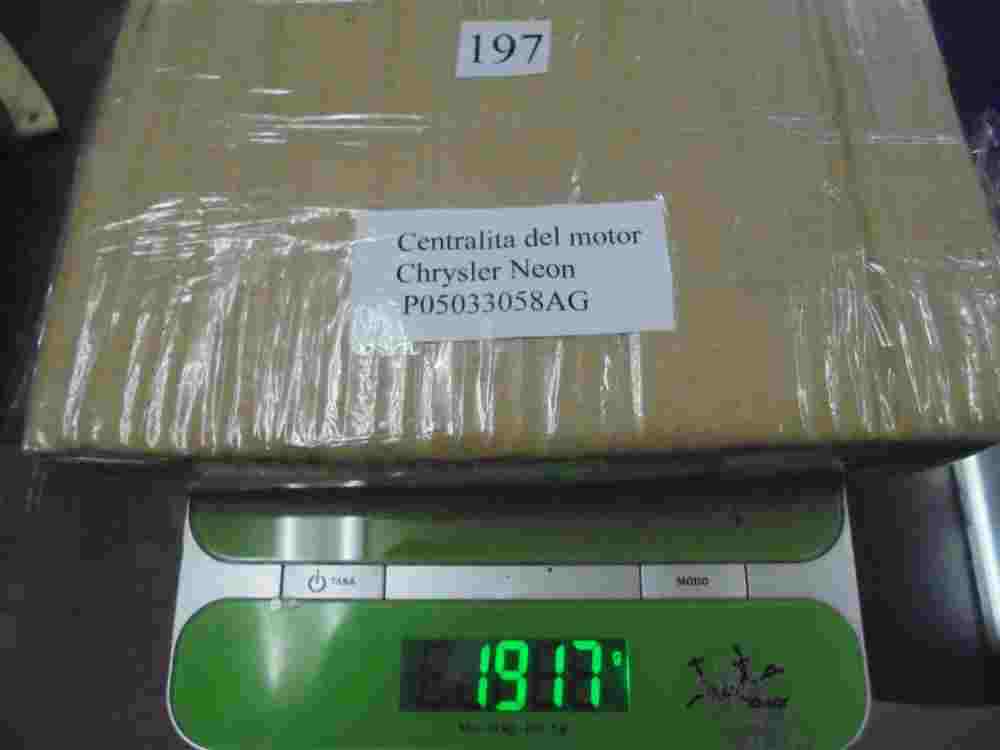 197
Centralita del motor
Chrysler Neon
P05033058AG
TARA
MODO
1917